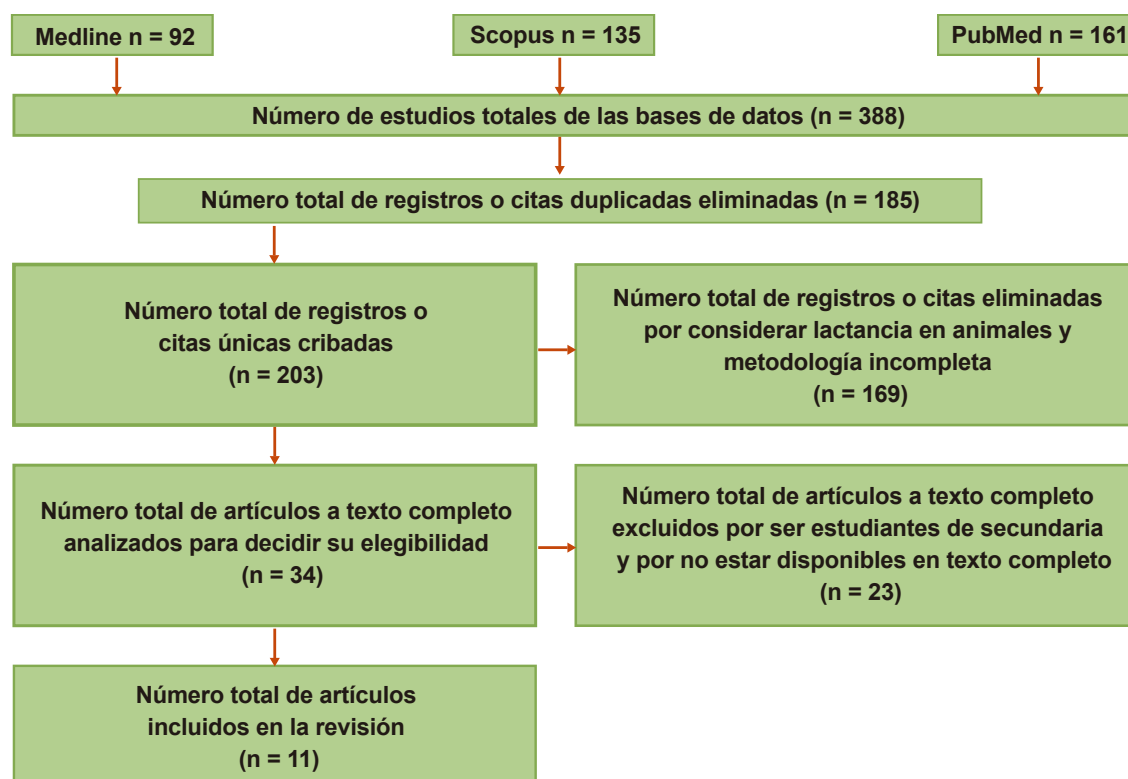 Medline n = 92
Scopus n = 135
PubMed n = 161
Número de estudios totales de las bases de datos (n = 388)
Número total de registros o citas duplicadas eliminadas (n = 185)
Número total de registros o
citas únicas cribadas
(n = 203)
Número total de registros o citas eliminadas
por considerar lactancia en animales y
metodología incompleta
(n = 169)
Número total de artículos a texto completo
analizados para decidir su elegibilidad
(n = 34)
Número total de artículos a texto completo
excluidos por ser estudiantes de secundaria
y por no estar disponibles en texto completo
(n = 23)
Número total de artículos
incluidos en la revisión
(n = 11)